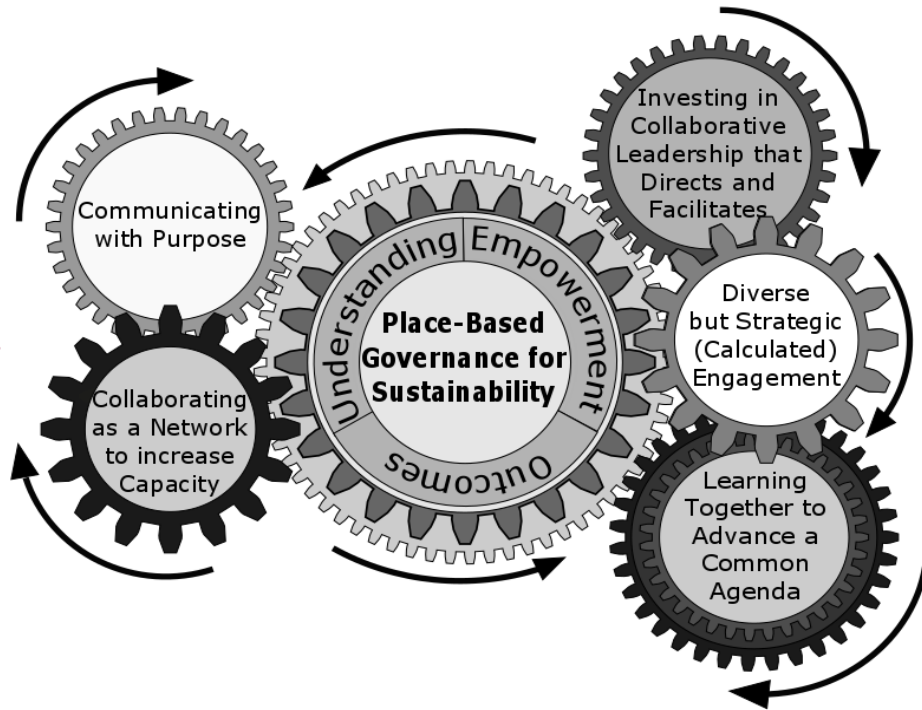 Communicating
with Purpose
Collaborating
as a Network
to increase
Capacity
Understanding
Empowerment
Outcomes
Place-Based
Governance for
Sustainability
Investing in
Collaborative
Leadership that
Directs and
Facilitates
Diverse
but Strategic
(Calculated)
Engagement
Learning
Together to
Advance a
Common
Agenda